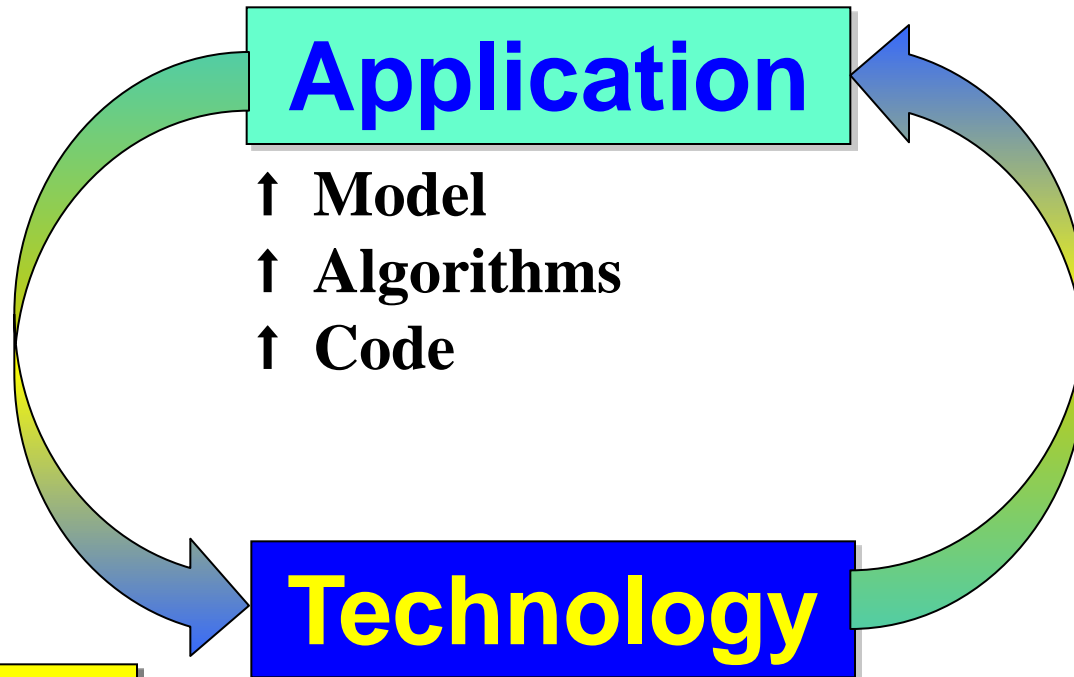 Application
↑ Model
↑ Algorithms
↑ Code
Technology